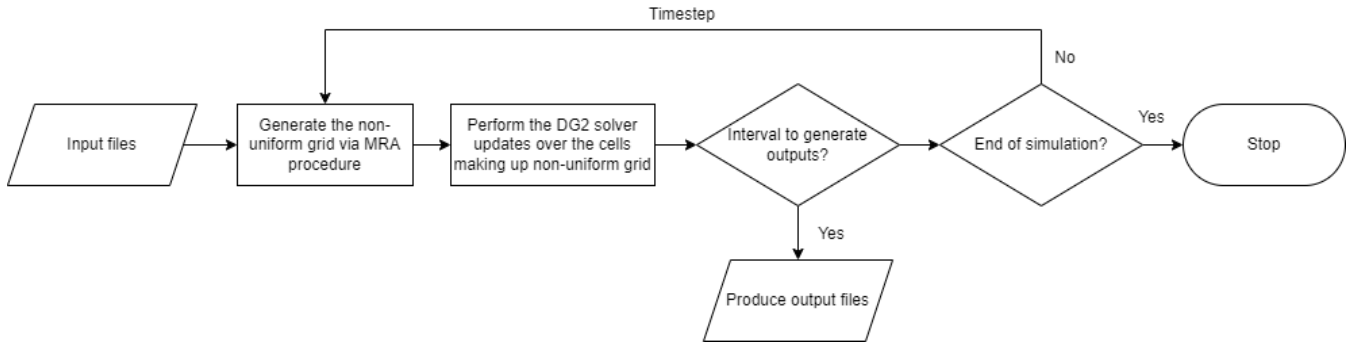 Timestep
No
Input files
Generate the non-
uniform grid via MRA
procedure
Perform the DG2 solver
updates over the cells
making up non-uniform grid
Interval to generate
outputs?
End of simulation?
Yes
Stop
Yes
Produce output files